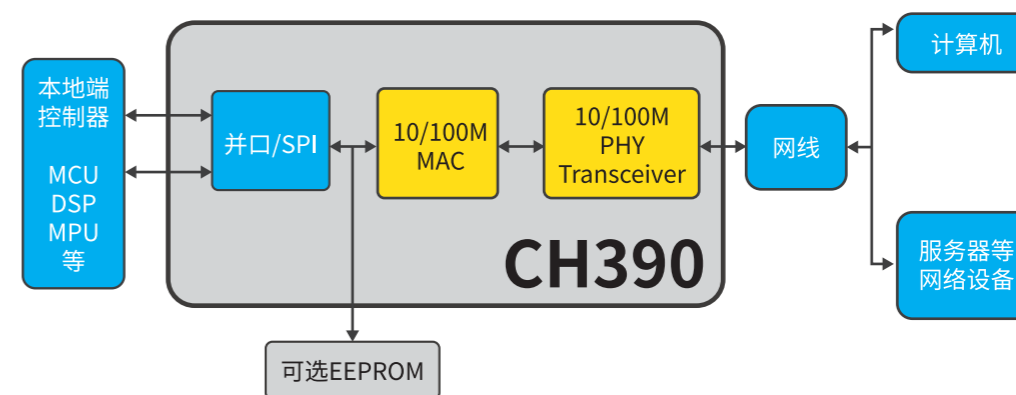 本地端
控制器
MCU
DSP
MPU
等
并口/SPI
10/100M
MAC
10/100M
PHY
Transceiver
CH390
可选EEPROM
网线
计算机
服务器等
网络设备